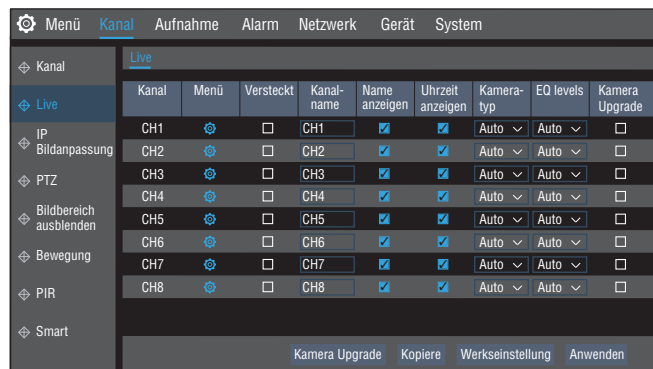 Menü Kanal Aufnahme Alarm Netzwerk Gerät System
Kanal
Live
IP
Bildanpassung
PTZ
Bildbereich
ausblenden
Bewegung
PIR
Smart
Live
Kanal Menü Versteckt Kanal-
name Name
anzeigen Uhrzeit
anzeigen Kamera-
typ EQ levels Kamera
Upgrade
CH1 CH1 Auto Auto
CH2 CH2 Auto Auto
CH3 CH3 Auto Auto
CH4 CH4 Auto Auto
CH5 CH5 Auto Auto
CH6 CH6 Auto Auto
CH7 CH7 Auto Auto
CH8 CH8 Auto Auto
Kamera Upgrade Kopiere Werkseinstellung Anwenden